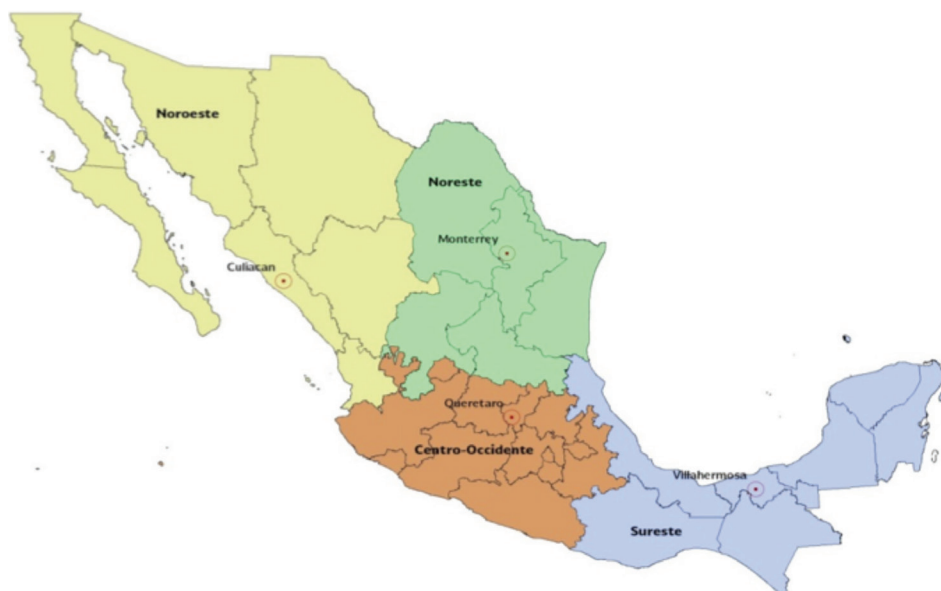 Noroeste
Noreste
Monterrey
Culiacan
Queretaro
Centro-Occidente
Villahermosa
Sureste